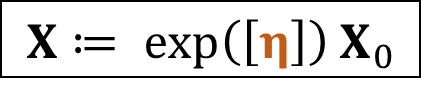 𝐗 ≔ exp([𝛈]) 𝐗₀